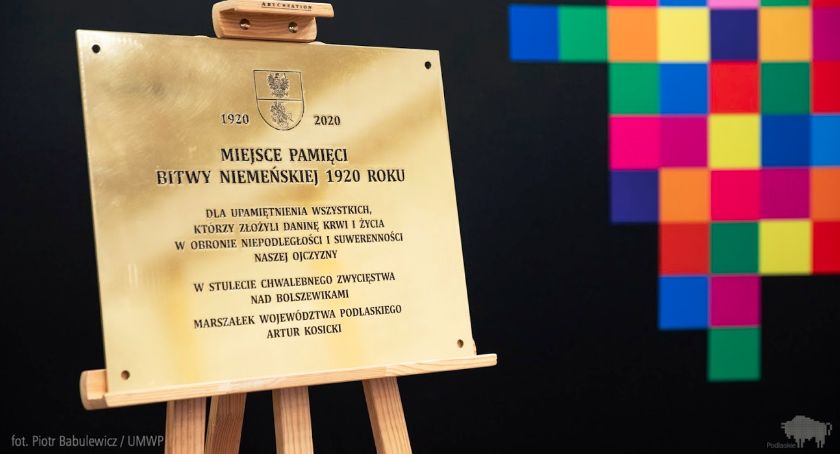 ARTCREATION
1920 2020
MIEJSCE PAMIĘCI
BITWY NIEMEŃSKIEJ 1920 ROKU
DLA UPAMIĘTNIENIA WSZYSTKICH,
KTÓRZY ZŁOŻYLI DANINĘ KRWI I ŻYCIA
W OBRONIE NIEPODLEGŁOŚCI I SUWERENNOŚCI
NASZEJ OJCZYZNY
W STULECIE CHWALEBNEGO ZWYCIĘSTWA
NAD BOLSZEWIKAMI
MARSZAŁEK WOJEWÓDZTWA PODLASKIEGO
ARTUR KOSICKI
fot. Piotr Babulewicz / UMWP
Podlaskie